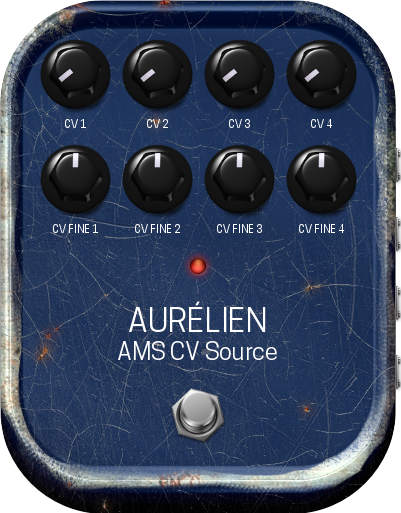 CV 1 CV 2 CV 3 CV 4
CV FINE 1 CV FINE 2 CV FINE 3 CV FINE 4
AURÉLIEN
AMS CV Source